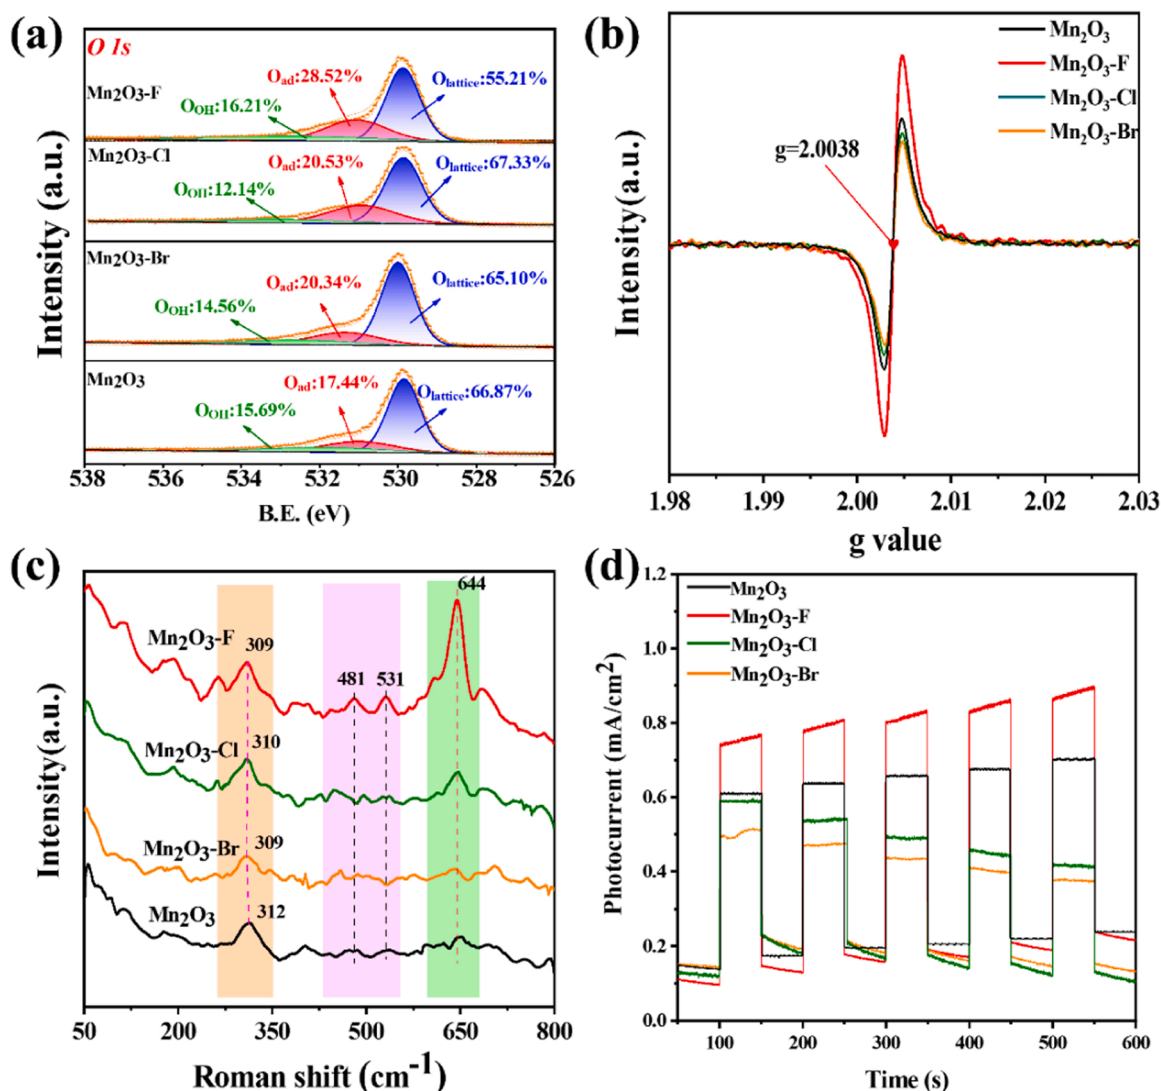 (a)
O 1s
Mn2O3-F
Oad:28.52%
Olattice:55.21%
OOH:16.21%
Mn2O3-Cl
Oad:20.53%
Olattice:67.33%
OOH:12.14%
Mn2O3-Br
Oad:20.34%
Olattice:65.10%
OOH:14.56%
Mn2O3
Oad:17.44%
Olattice:66.87%
OOH:15.69%
Intensity (a.u.)
538 536 534 532 530 528 526
B.E. (eV)
(b)
Mn2O3
Mn2O3-F
Mn2O3-Cl
Mn2O3-Br
g=2.0038
Intensity(a.u.)
1.98 1.99 2.00 2.01 2.02 2.03
g value
(c)
644
Mn2O3-F
309
481
531
Mn2O3-Cl
310
Mn2O3-Br
309
Mn2O3
312
Intensity(a.u.)
50 200 350 500 650 800
Roman shift (cm-1)
(d)
Mn2O3
Mn2O3-F
Mn2O3-Cl
Mn2O3-Br
Photocurrent (mA/cm2)
1.2
1.0
0.8
0.6
0.4
0.2
0.0
100 200 300 400 500 600
Time (s)